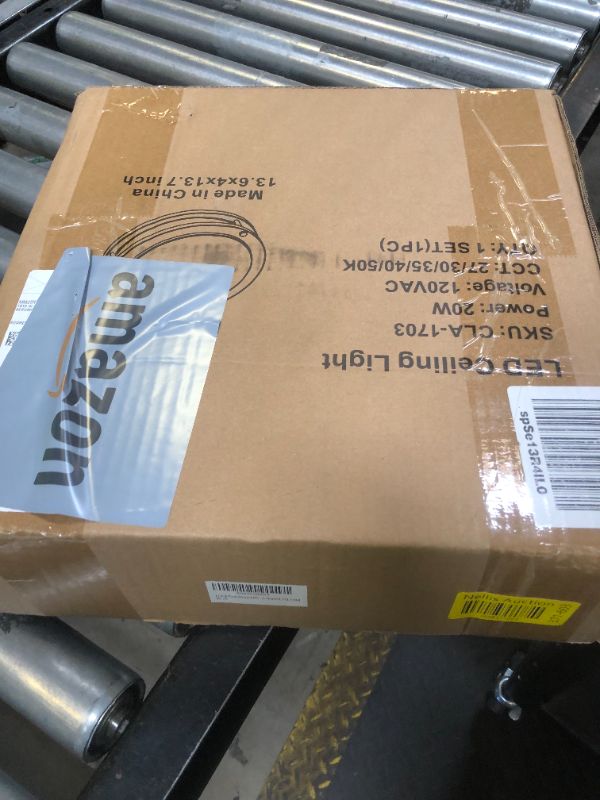 LED Ceiling Light
SKU: CLA-1703
Power: 20W
Voltage: 120VAC
CCT: 27/30/35/40/50K
QTY: 1 SET(1PC)
13.6x4x13.7 inch
Made in China
amazon
Nellis Auction